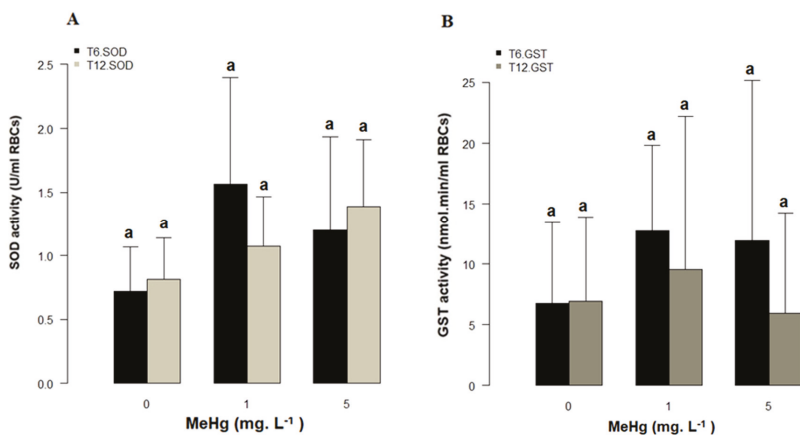 A
T6.SOD
T12.SOD
SOD activity (U/ml RBCs)
2.5
2.0
1.5
1.0
0.5
0.0
a
a
a
a
a
a
0
1
5
MeHg (mg. L-1)
B
T6.GST
T12.GST
GST activity (nmol.min/ml RBCs)
25
20
15
10
5
0
a
a
a
a
a
a
0
1
5
MeHg (mg. L-1)